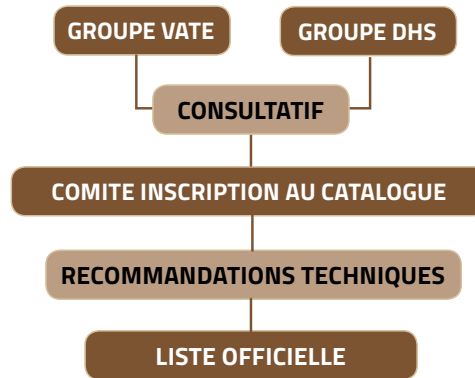 GROUPE VATE
GROUPE DHS
CONSULTATIF
COMITE INSCRIPTION AU CATALOGUE
RECOMMANDATIONS TECHNIQUES
LISTE OFFICIELLE